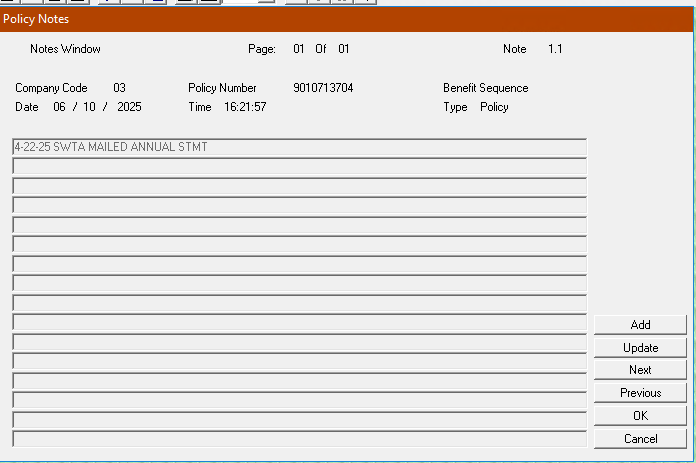 Policy Notes
Notes Window Page: 01 Of 01 Note 1.1
Company Code 03 Policy Number 9010713704 Benefit Sequence
Date 06 / 10 / 2025 Time 16:21:57 Type Policy
4-22-25 SWTA MAILED ANNUAL STMT
Add
Update
Next
Previous
OK
Cancel